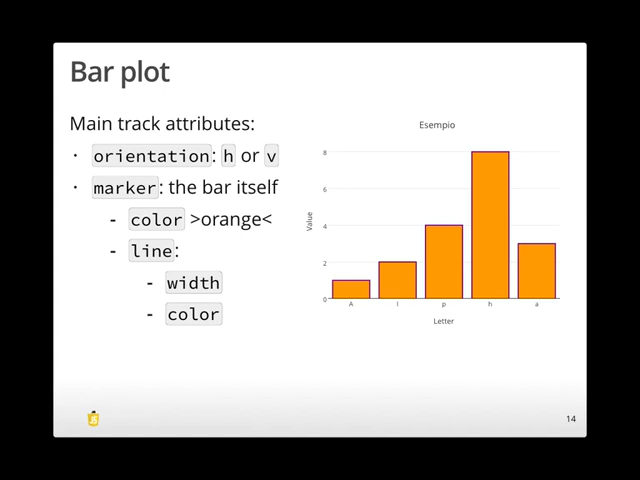 Bar plot
Main track attributes:
· orientation: h or v
· marker: the bar itself
- color >orange<
- line:
- width
- color
Esempio
8
6
4
2
0
Value
A l p h a
Letter
14